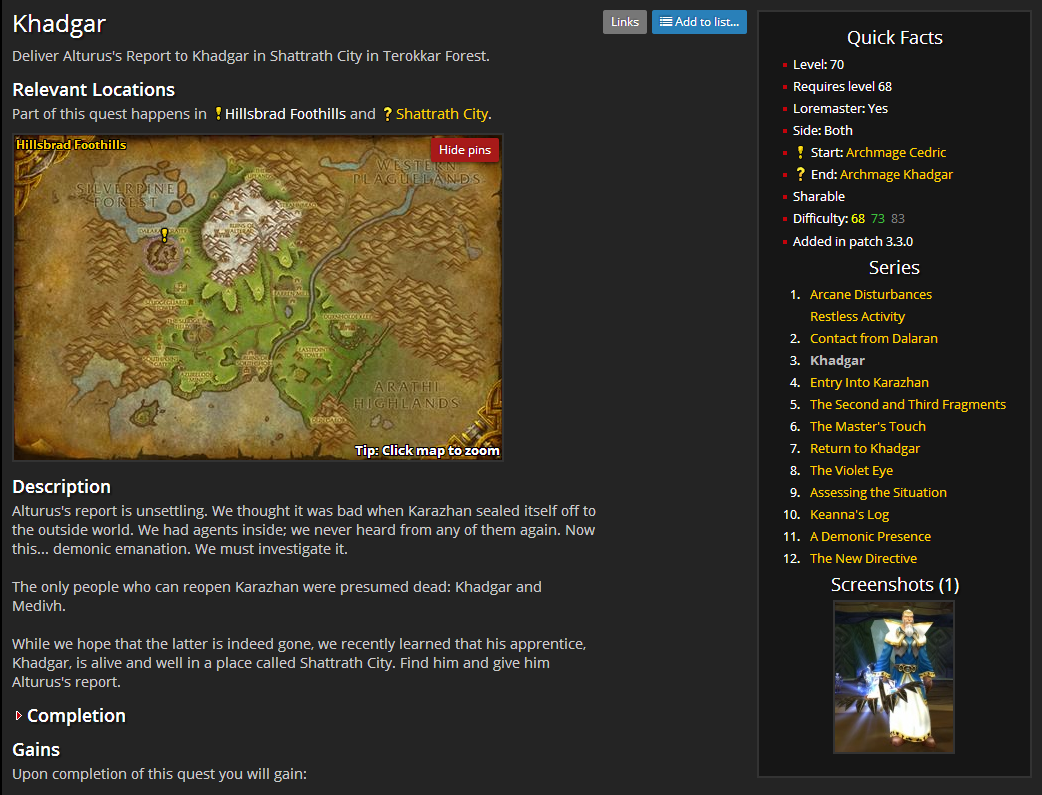 Khadgar
Links
Add to list...
Deliver Alturus's Report to Khadgar in Shattrath City in Terokkar Forest.
Relevant Locations
Part of this quest happens in Hillsbrad Foothills and Shattrath City.
Hillsbrad Foothills
Hide pins
WESTERN
PLAGUELANDS
SILVERPINE
FOREST
RUINS OF
ALTERAC
ARATHI
HIGHLANDS
Tip: Click map to zoom
Description
Alturus's report is unsettling. We thought it was bad when Karazhan sealed itself off to
the outside world. We had agents inside; we never heard from any of them again. Now
this... demonic emanation. We must investigate it.
The only people who can reopen Karazhan were presumed dead: Khadgar and
Medivh.
While we hope that the latter is indeed gone, we recently learned that his apprentice,
Khadgar, is alive and well in a place called Shattrath City. Find him and give him
Alturus's report.
Completion
Gains
Upon completion of this quest you will gain:
Quick Facts
Level: 70
Requires level 68
Loremaster: Yes
Side: Both
Start: Archmage Cedric
End: Archmage Khadgar
Sharable
Difficulty: 68 73 83
Added in patch 3.3.0
Series
1. Arcane Disturbances
Restless Activity
2. Contact from Dalaran
3. Khadgar
4. Entry Into Karazhan
5. The Second and Third Fragments
6. The Master's Touch
7. Return to Khadgar
8. The Violet Eye
9. Assessing the Situation
10. Keanna's Log
11. A Demonic Presence
12. The New Directive
Screenshots (1)